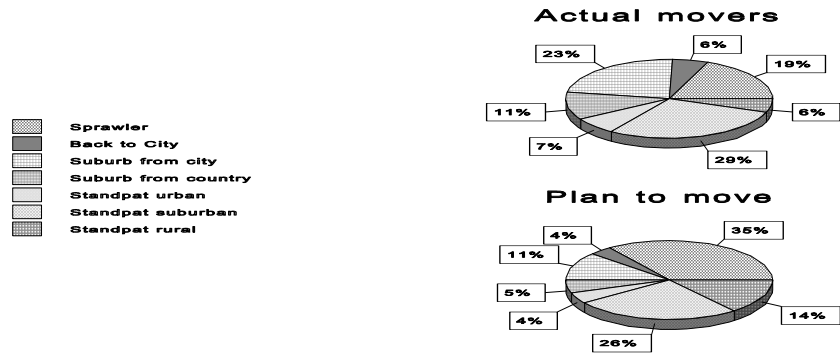 Actual movers
6%
23%
19%
11%
6%
7%
29%
Sprawler
Back to City
Suburb from city
Suburb from country
Standpat urban
Standpat suburban
Standpat rural
Plan to move
35%
4%
11%
5%
4%
14%
26%